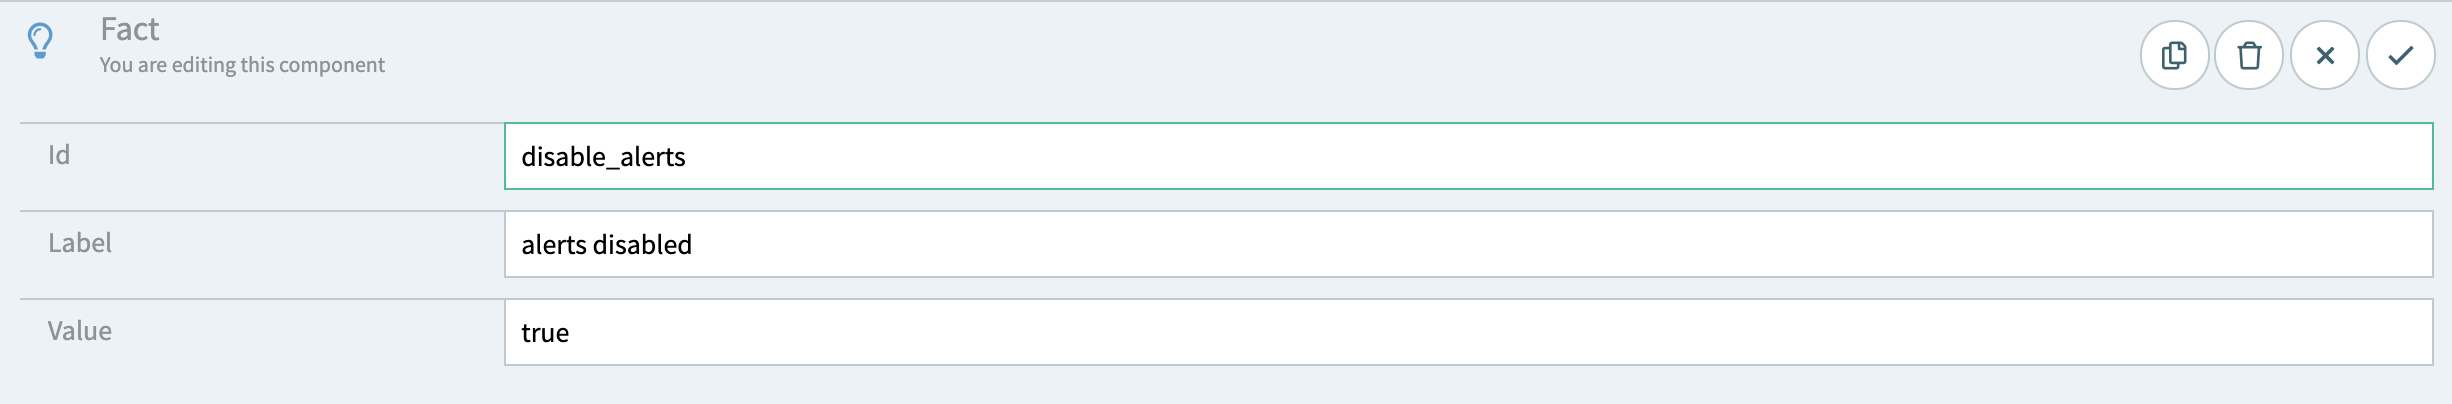 Fact
You are editing this component
Id
disable_alerts
Label
alerts disabled
Value
true